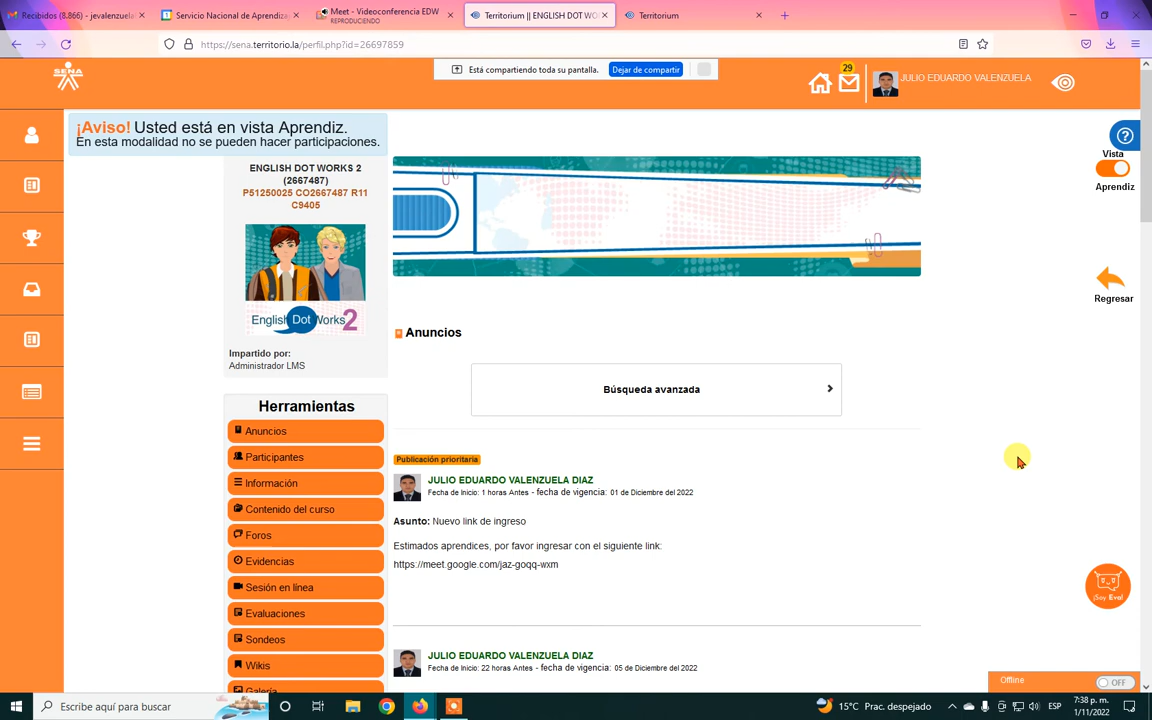 Recibidos (8.866) - jevalenzuela
Servicio Nacional de Aprendizaj
Meet - Videoconferencia EDW
REPRODUCIENDO
Territorium || ENGLISH DOT WO
Territorium
https://sena.territorio.la/perfil.php?id=26697859
Está compartiendo toda su pantalla.
Dejar de compartir
SENA
29
JULIO EDUARDO VALENZUELA
¡Aviso! Usted está en vista Aprendiz.
En esta modalidad no se pueden hacer participaciones.
Vista
Aprendiz
Regresar
ENGLISH DOT WORKS 2
(2667487)
P51250025 CO2667487 R11
C9405
English Dot Works 2
Impartido por:
Administrador LMS
Anuncios
Búsqueda avanzada
Herramientas
Anuncios
Participantes
Información
Contenido del curso
Foros
Evidencias
Sesión en línea
Evaluaciones
Sondeos
Wikis
Galería
Publicación prioritaria
JULIO EDUARDO VALENZUELA DIAZ
Fecha de Inicio: 1 horas Antes - fecha de vigencia: 01 de Diciembre del 2022
Asunto: Nuevo link de ingreso
Estimados aprendices, por favor ingresar con el siguiente link:
https://meet.google.com/jaz-goqq-wxm
JULIO EDUARDO VALENZUELA DIAZ
Fecha de Inicio: 22 horas Antes - fecha de vigencia: 05 de Diciembre del 2022
¡Soy Eva!
Offline
OFF
Escribe aquí para buscar
15°C Prac. despejado
ESP
7:38 p. m.
1/11/2022